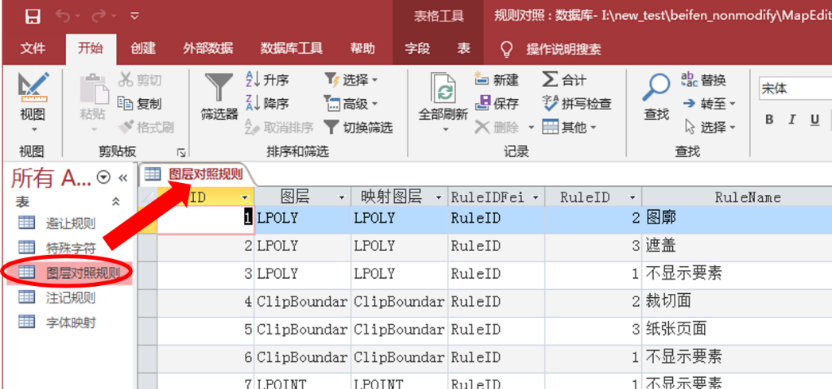 表格工具 规则对照 : 数据库- I:\new_test\beifen_nonmodify\MapEdit
文件 开始 创建 外部数据 数据库工具 帮助 字段 表 操作说明搜索
视图 粘贴 剪切 复制 格式刷 筛选器 升序 降序 取消排序 选择 高级 切换筛选 全部刷新 新建 保存 删除 合计 拼写检查 其他 查找 替换 转至 选择 宋体 B I U
视图 剪贴板 排序和筛选 记录 查找
所有 A... «
表
避让规则
特殊字符
图层对照规则
注记规则
字体映射
图层对照规则
ID 图层 映射图层 RuleIDFei RuleID RuleName
1 LPOLY LPOLY RuleID 2 图廓
2 LPOLY LPOLY RuleID 3 遮盖
3 LPOLY LPOLY RuleID 1 不显示要素
4 ClipBoundar ClipBoundar RuleID 2 裁切面
5 ClipBoundar ClipBoundar RuleID 3 纸张页面
6 ClipBoundar ClipBoundar RuleID 1 不显示要素
7 LPOINT LPOINT RuleID 1 不显示要素